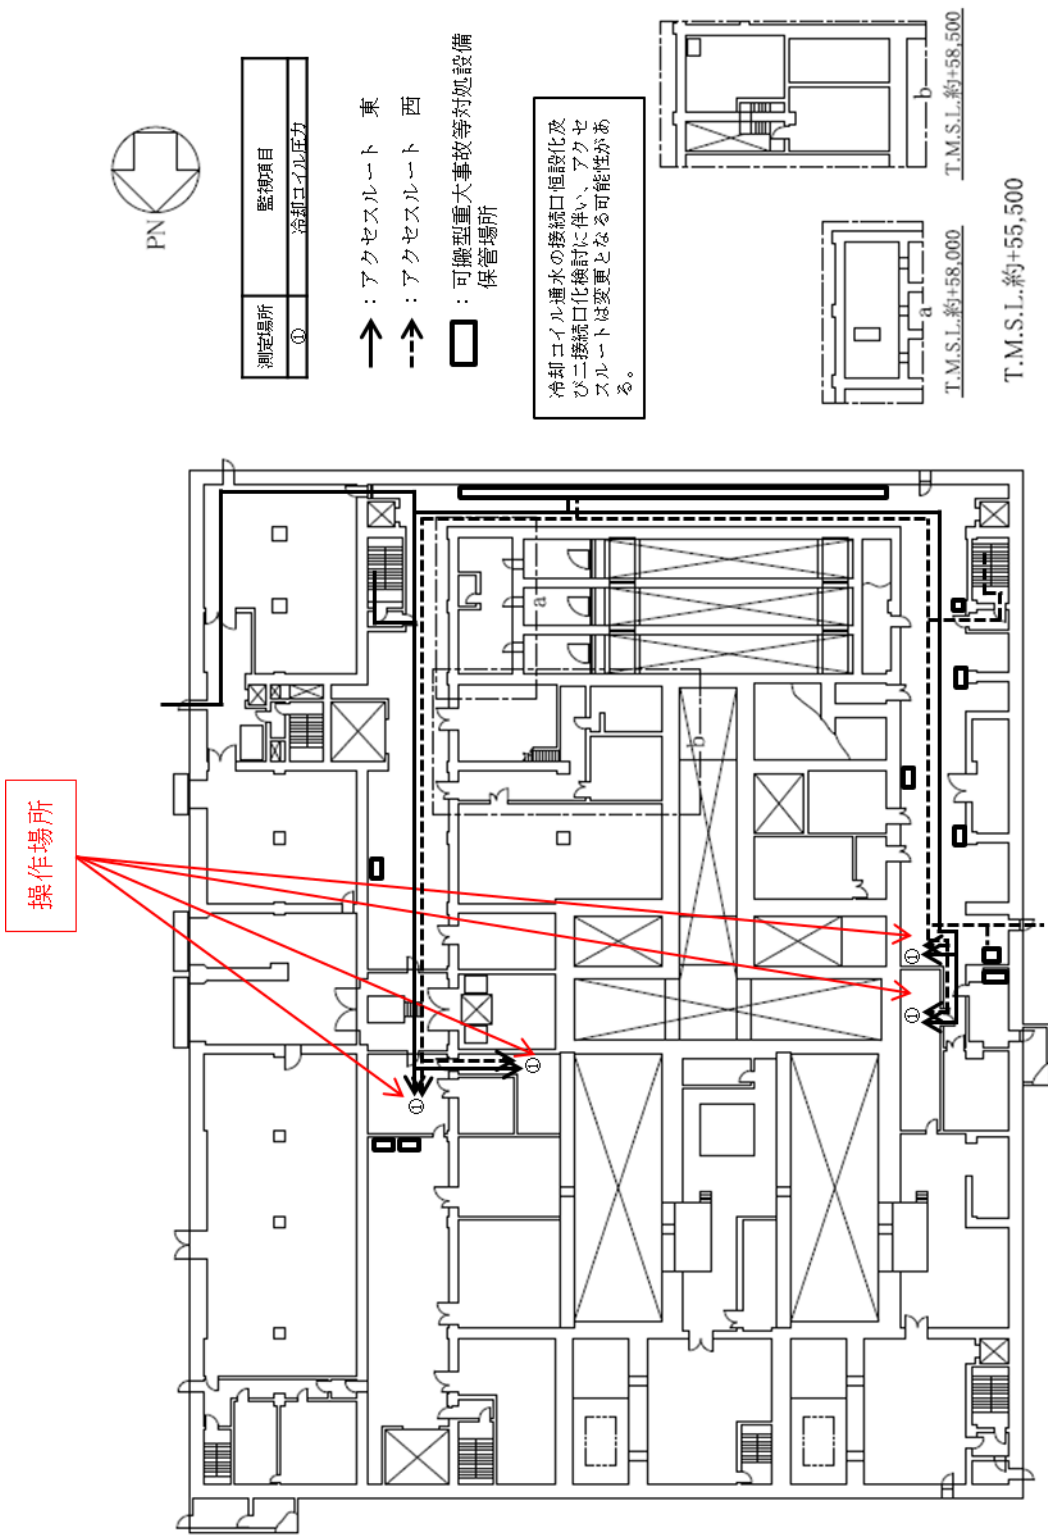 PN
測定場所 監視項目
① 冷却コイル圧力
：アクセスルート 東
：アクセスルート 西
：可搬型重大事故等対処設備
保管場所
冷却コイル通水の接続口恒設化及
び二接続口化検討に伴い、アクセ
スルートは変更となる可能性があ
る。
b
T.M.S.L.約+58,500
a
T.M.S.L.約+58,000
T.M.S.L.約+55,500
操作場所
a
b
①
①
①
①